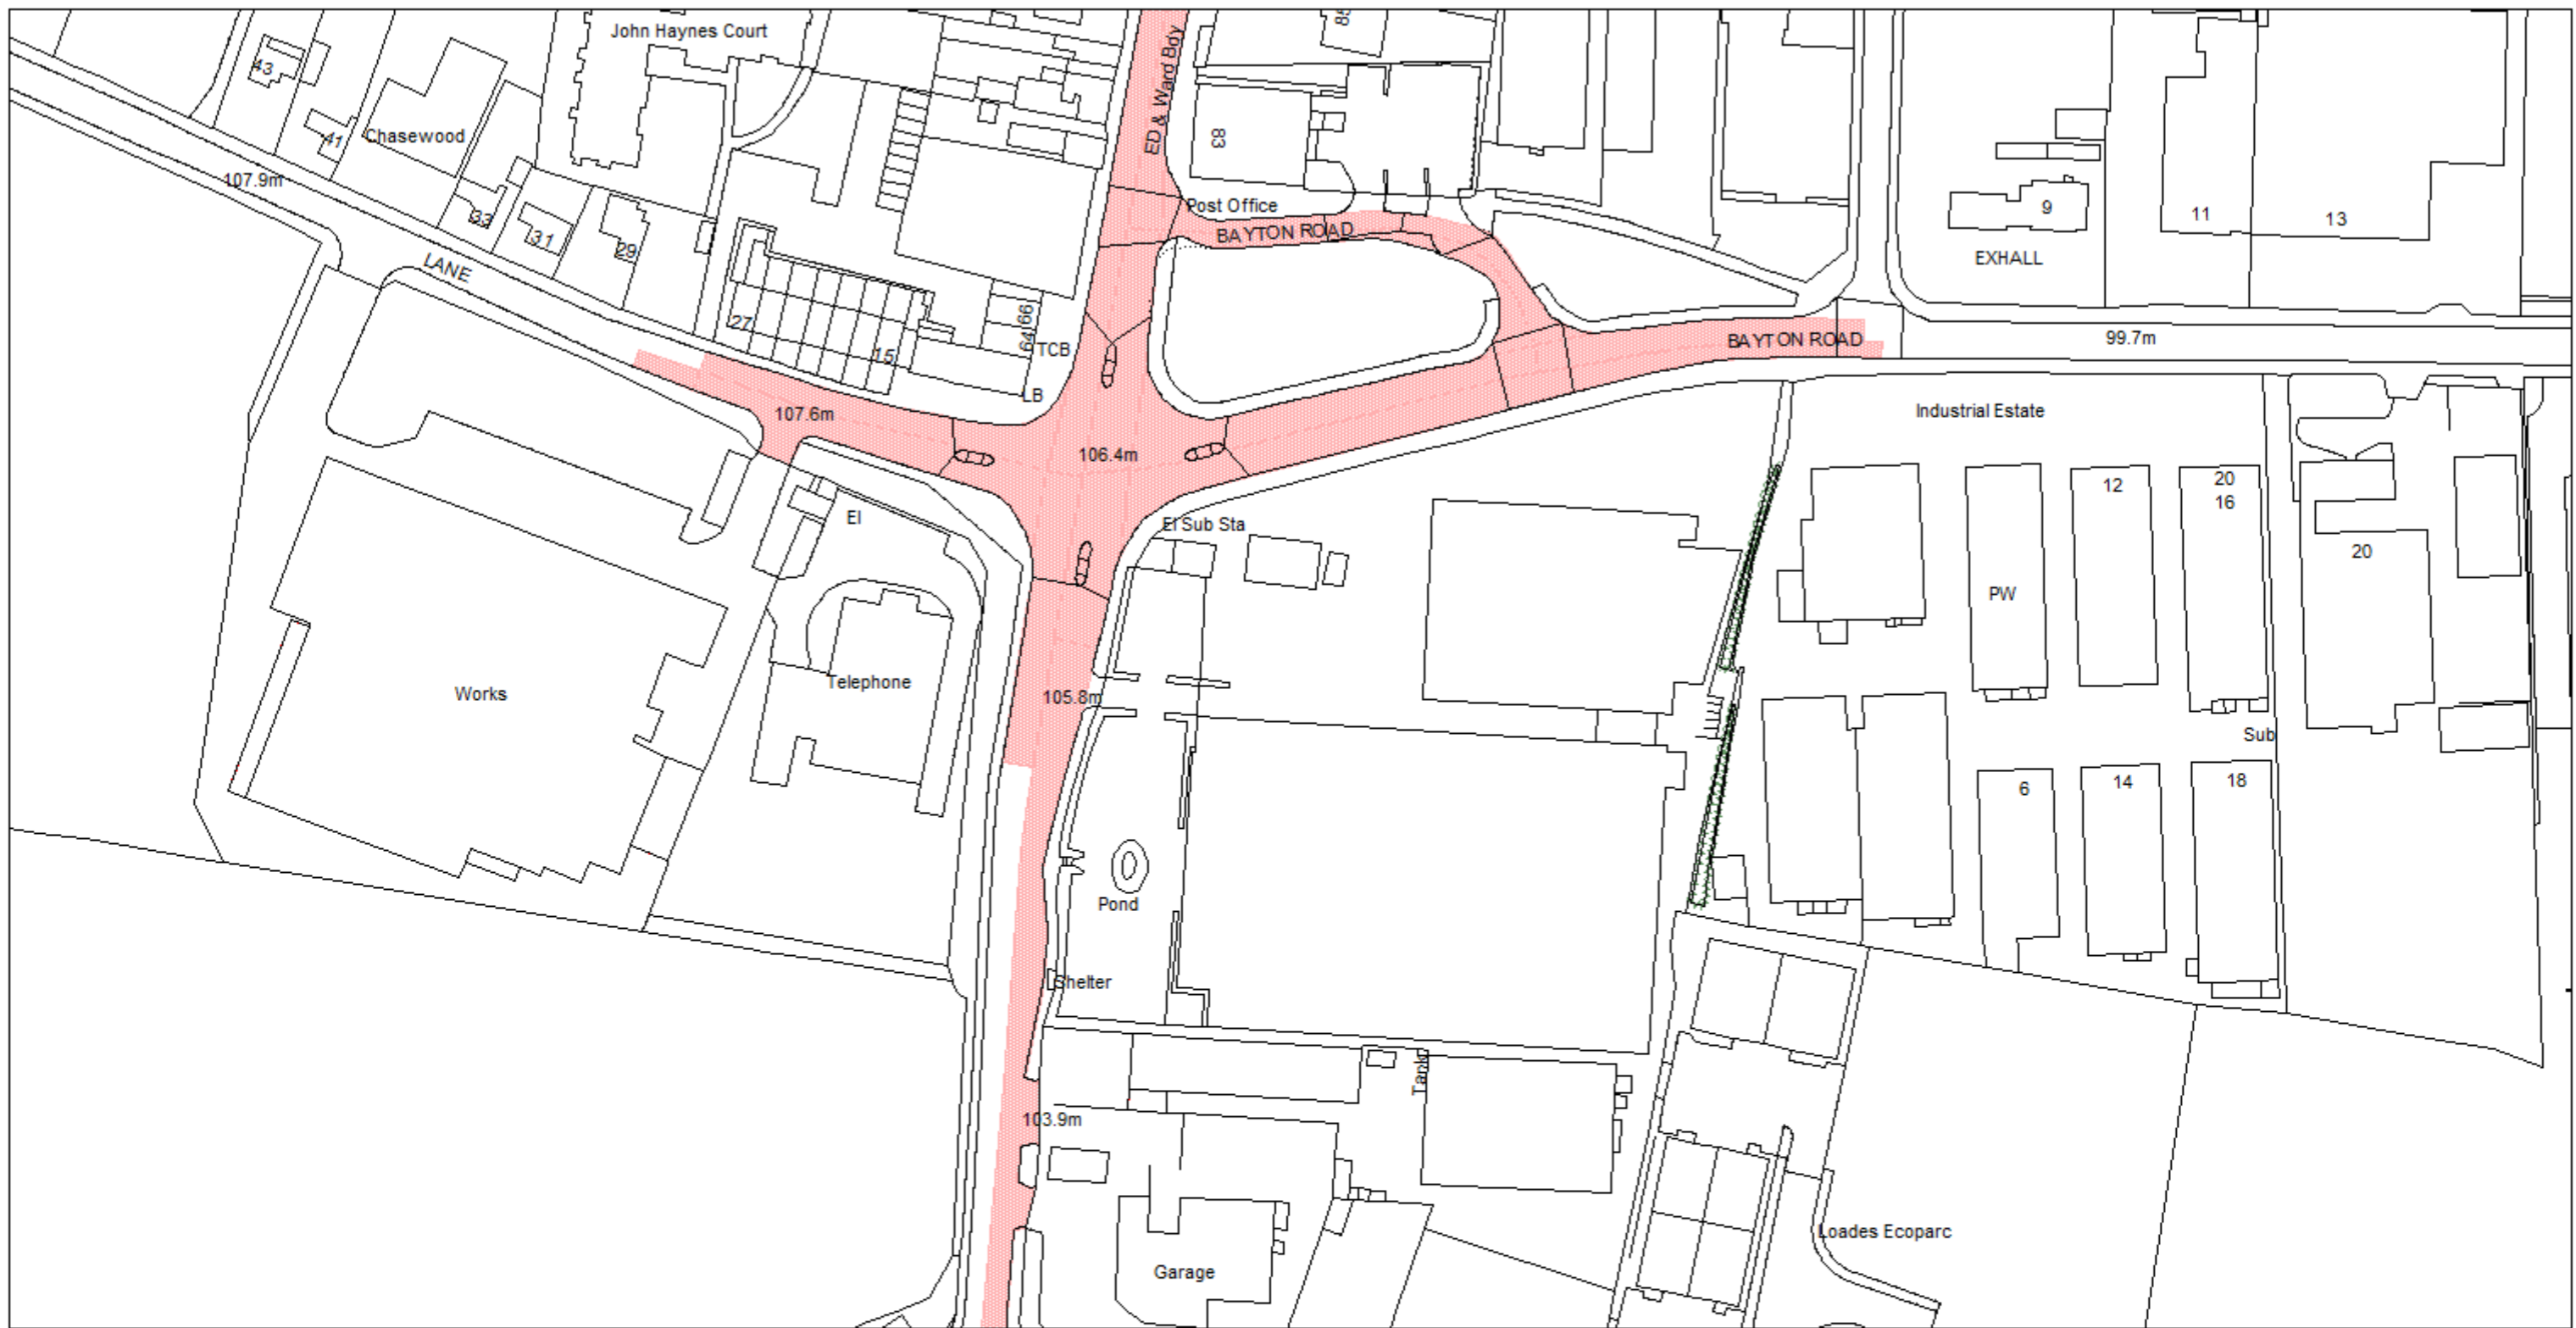 John Haynes Court
85
ED & Ward Bdy
43
41
Chasewood
83
107.9m
33
31
29
Post Office
BAYTON ROAD
9
11
13
EXHALL
LANE
27
15
64 66
TCB
LB
BAYTON ROAD
99.7m
107.6m
106.4m
Industrial Estate
El
El Sub Sta
12
20
16
20
PW
Works
Telephone
105.8m
Sub
6
14
18
Pond
Shelter
Tank
103.9m
Garage
Loades Ecoparc